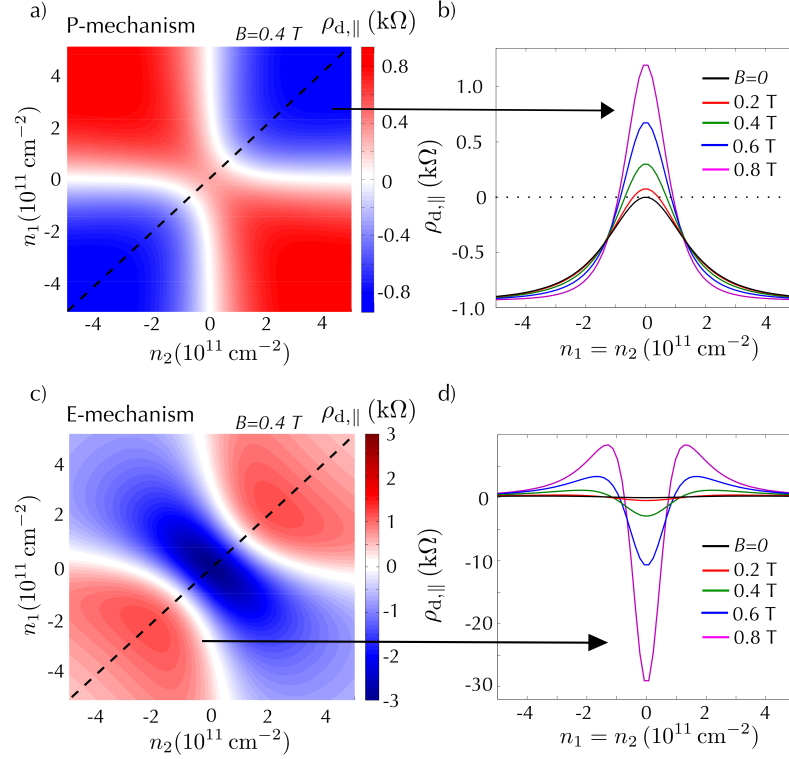 a)
P-mechanism
B=0.4 T
ρd,|| (kΩ)
4
2
0
-2
-4
n1(10^11 cm^−2)
-4
-2
0
2
4
n2(10^11 cm^−2)
0.8
0.4
0
-0.4
-0.8
b)
1.0
0.5
0
-0.5
-1.0
ρd,|| (kΩ)
B=0
0.2 T
0.4 T
0.6 T
0.8 T
-4
-2
0
2
4
n1 = n2 (10^11 cm^−2)
c)
E-mechanism
B=0.4 T
ρd,|| (kΩ)
4
2
0
-2
-4
n1(10^11 cm^−2)
-4
-2
0
2
4
n2(10^11 cm^−2)
3
2
1
0
-1
-2
-3
d)
0
-10
-20
-30
ρd,|| (kΩ)
B=0
0.2 T
0.4 T
0.6 T
0.8 T
-4
-2
0
2
4
n1 = n2 (10^11 cm^−2)